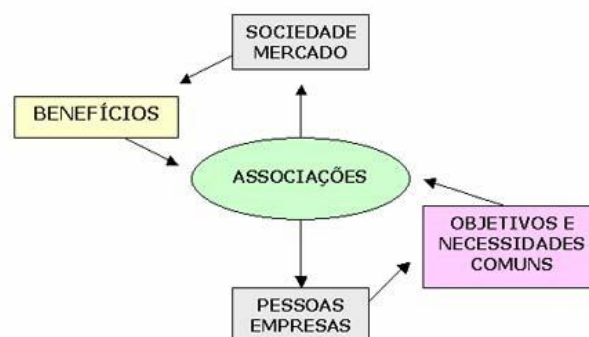 SOCIEDADE
MERCADO
BENEFÍCIOS
ASSOCIAÇÕES
OBJETIVOS E
NECESSIDADES
COMUNS
PESSOAS
EMPRESAS